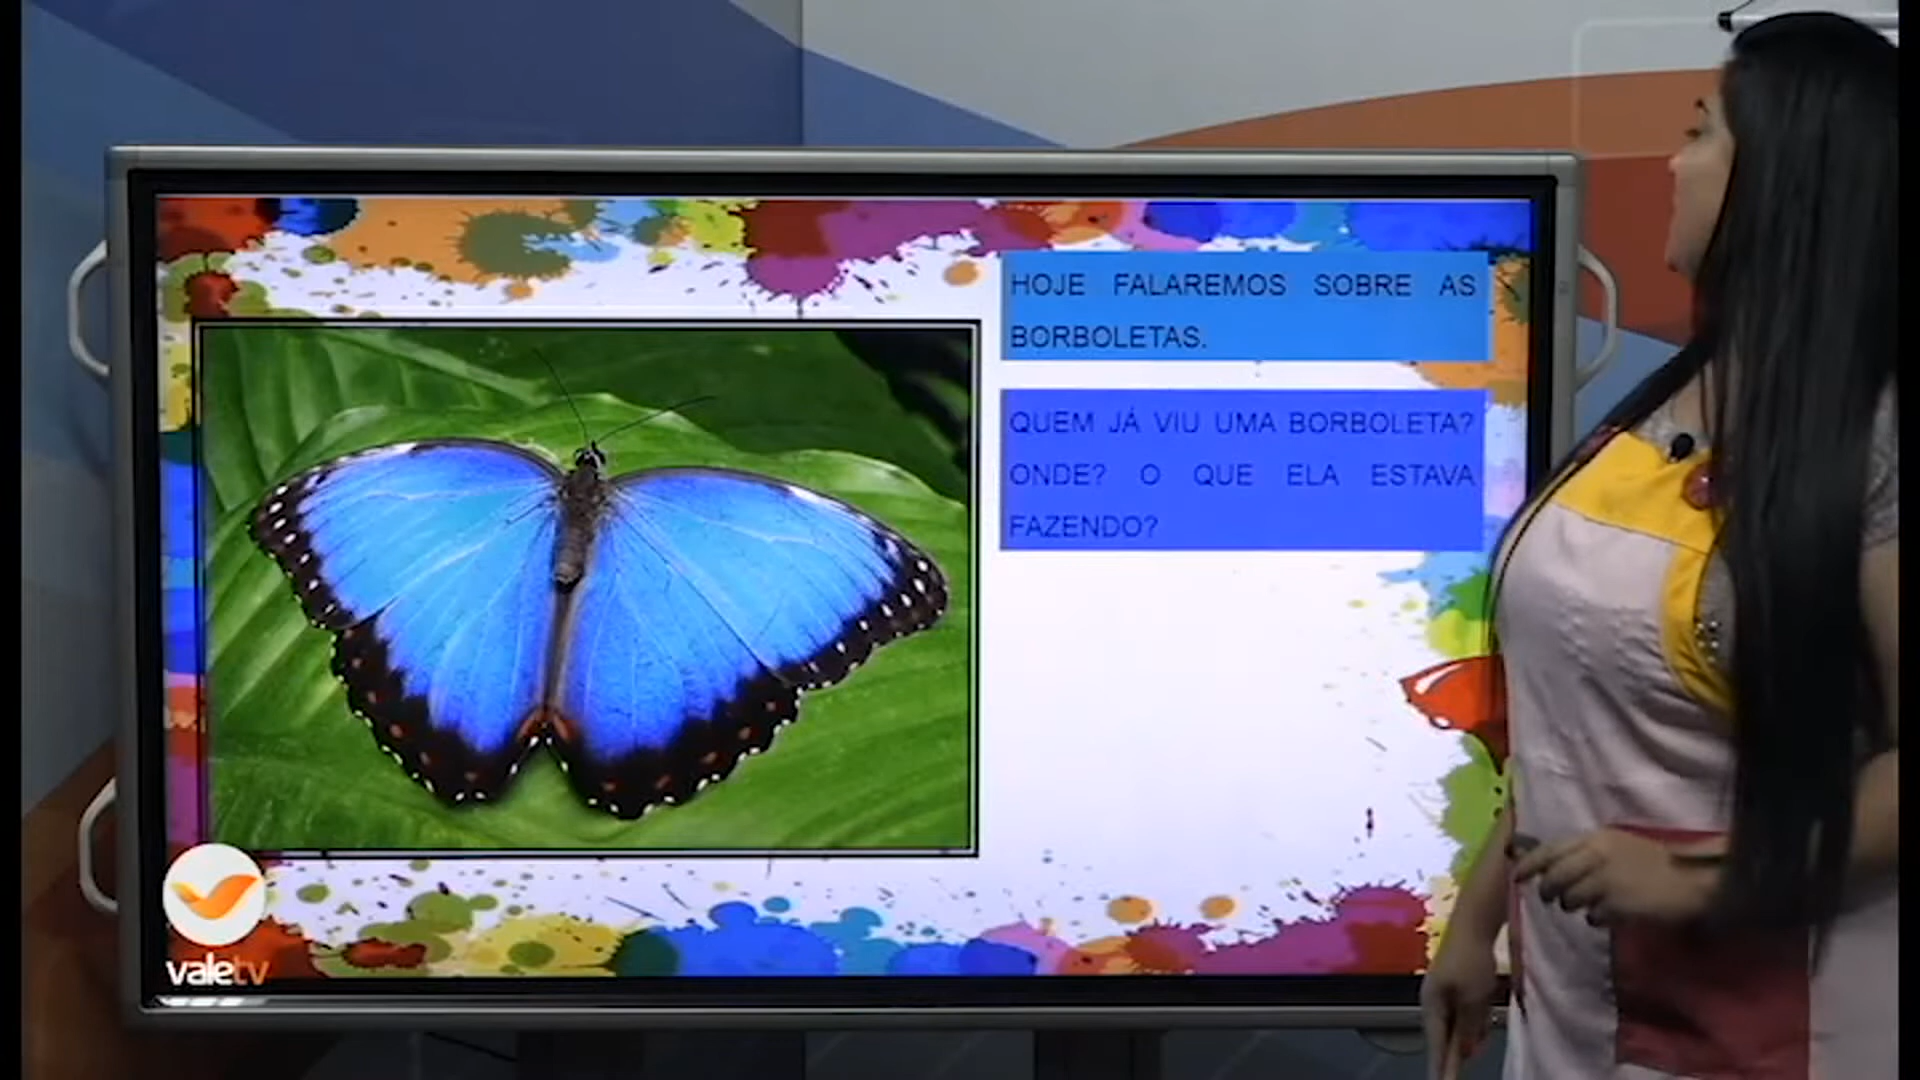 HOJE FALAREMOS SOBRE AS
BORBOLETAS.
QUEM JÁ VIU UMA BORBOLETA?
ONDE? O QUE ELA ESTAVA
FAZENDO?
valetv